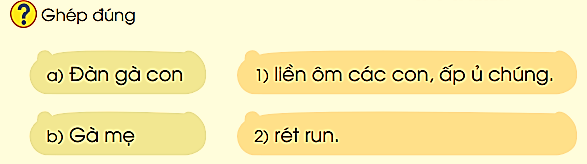 ? Ghép đúng
a) Đàn gà con 1) liền ôm các con, ấp ủ chúng.
b) Gà mẹ 2) rét run.